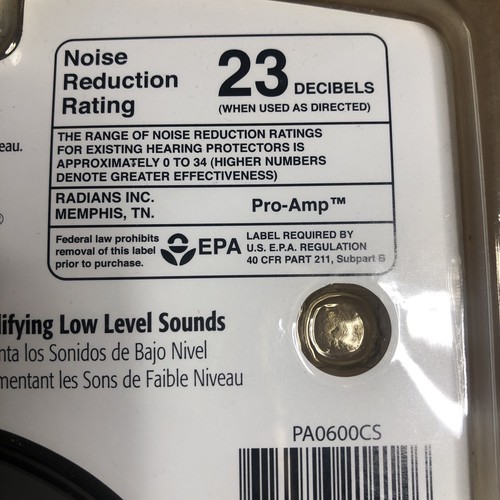 Noise
Reduction
Rating
23 DECIBELS
(WHEN USED AS DIRECTED)
THE RANGE OF NOISE REDUCTION RATINGS
FOR EXISTING HEARING PROTECTORS IS
APPROXIMATELY 0 TO 34 (HIGHER NUMBERS
DENOTE GREATER EFFECTIVENESS)
RADIANS INC.
MEMPHIS, TN.
Pro-Amp™
Federal law prohibits
removal of this label
prior to purchase.
EPA
LABEL REQUIRED BY
U.S. E.P.A. REGULATION
40 CFR PART 211, Subpart B
eau.
®
lifying Low Level Sounds
nta los Sonidos de Bajo Nivel
mentant les Sons de Faible Niveau
PA0600CS